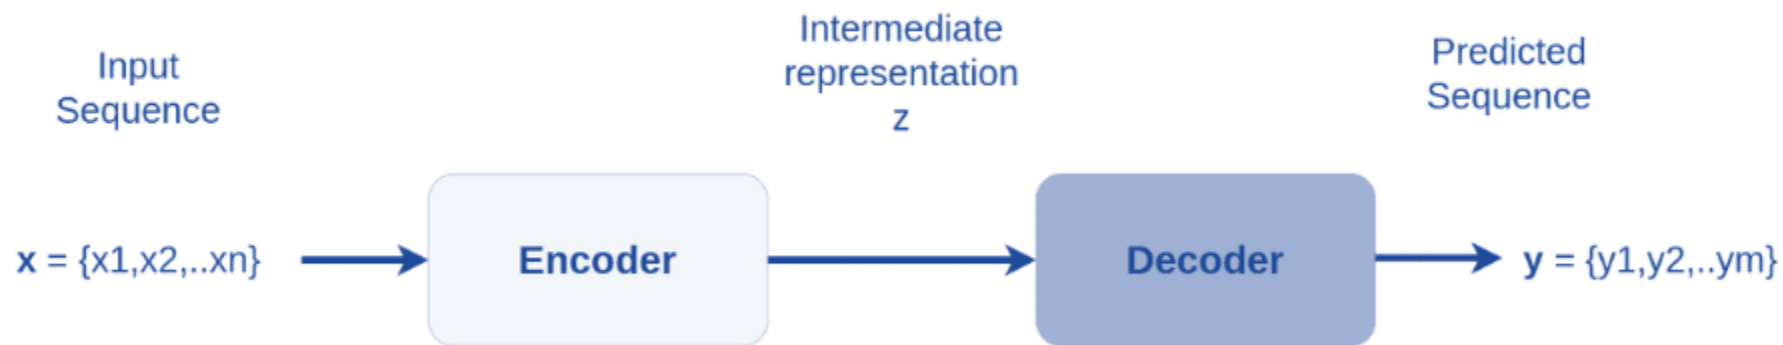 Input
Sequence
Intermediate
representation
z
Predicted
Sequence
x = {x1,x2,..xn}
Encoder
Decoder
y = {y1,y2,..ym}